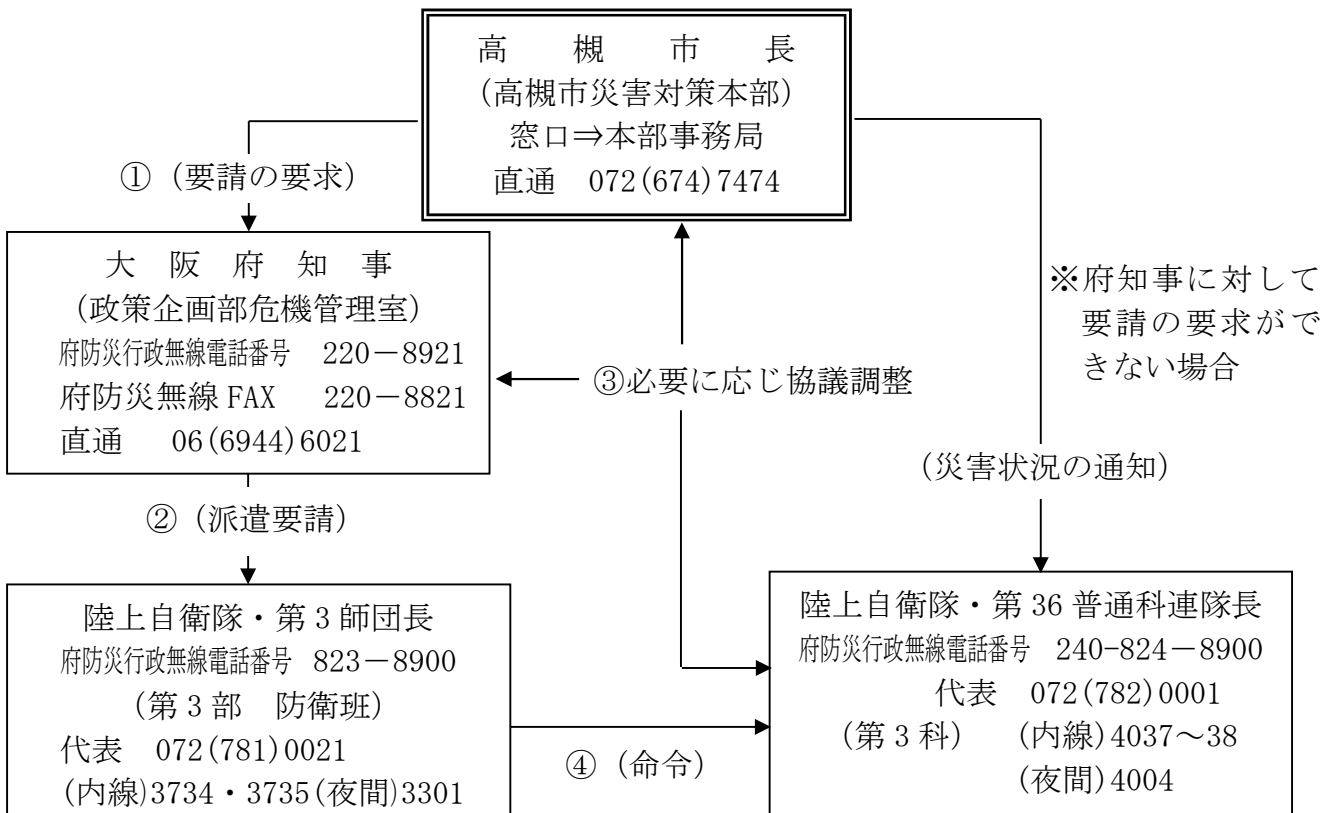 高　槻　市　長
(高槻市災害対策本部)
窓口⇒本部事務局
直通　072(674)7474
①（要請の要求）
大　阪　府　知　事
(政策企画部危機管理室)
府防災行政無線電話番号　220－8921
府防災無線 FAX　220－8821
直通　06(6944)6021
※府知事に対して
要請の要求がで
きない場合
③必要に応じ協議調整
(災害状況の通知)
②（派遣要請）
陸上自衛隊・第3師団長
府防災行政無線電話番号　823－8900
(第3部　防衛班)
代表　072(781)0021
(内線)3734・3735(夜間)3301
④（命令）
陸上自衛隊・第36普通科連隊長
府防災行政無線電話番号　240-824－8900
代表　072(782)0001
(第3科)　(内線)4037～38
(夜間)4004